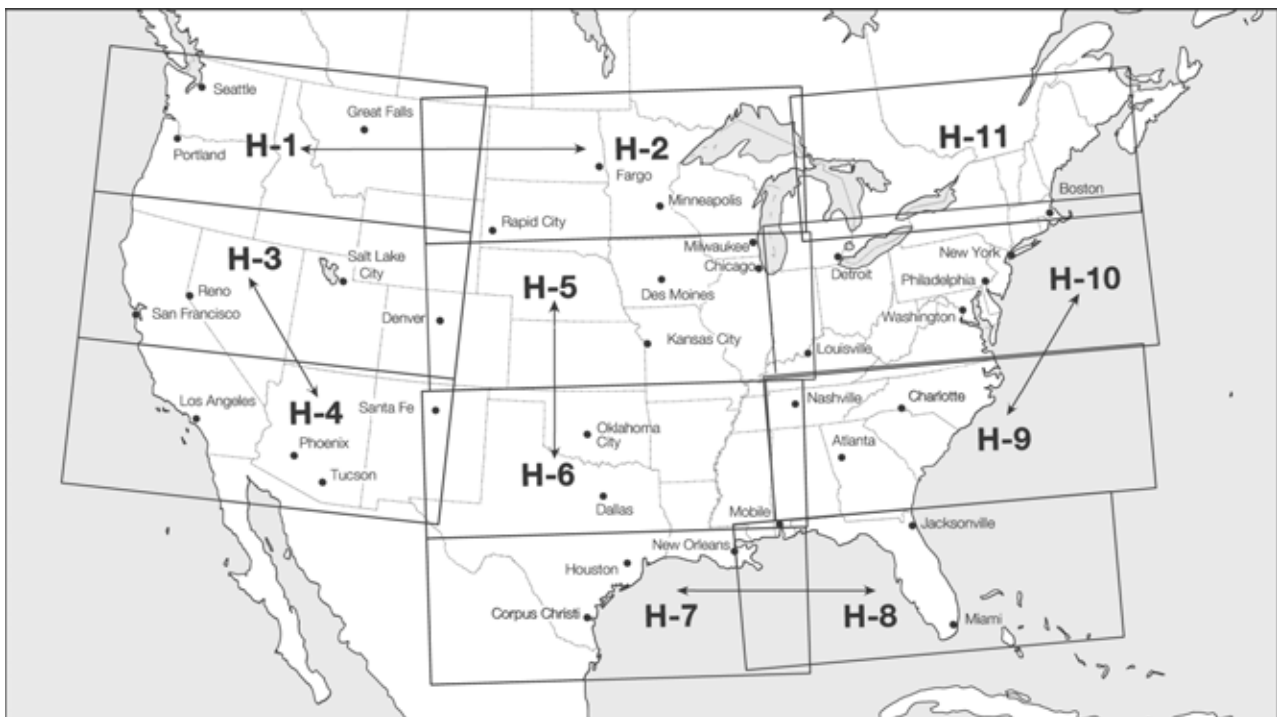 Seattle
Great Falls
H-1
H-2
H-11
Portland
Fargo
Boston
Minneapolis
Rapid City
Milwaukee
H-3
Salt Lake
City
Chicago
New York
Detroit
Philadelphia
H-10
H-5
Des Moines
Reno
San Francisco
Denver
Washington
Kansas City
Louisville
Los Angeles
H-4
Santa Fe
Nashville
Charlotte
Phoenix
Oklahoma
City
Atlanta
H-9
Tucson
H-6
Dallas
Mobile
Jacksonville
New Orleans
Houston
Corpus Christi
H-7
H-8
Miami